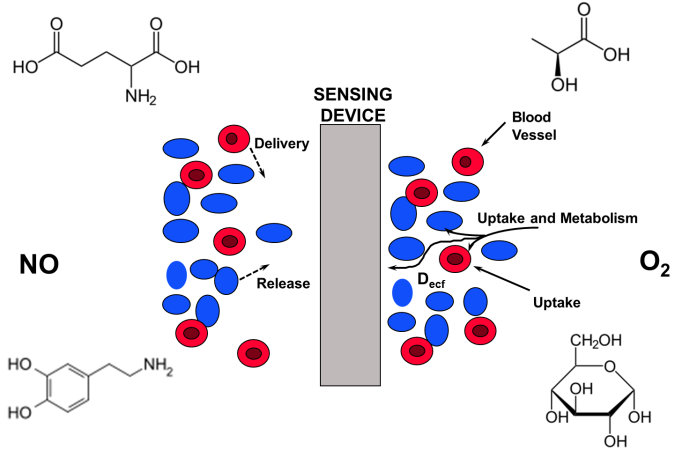 HO
O
O
OH
NH₂
O
OH
OH
SENSING
DEVICE
Blood
Vessel
Delivery
Uptake and Metabolism
NO
O₂
Release
Decf
Uptake
HO
HO
NH₂
CH₂OH
O
OH
OH
OH
OH